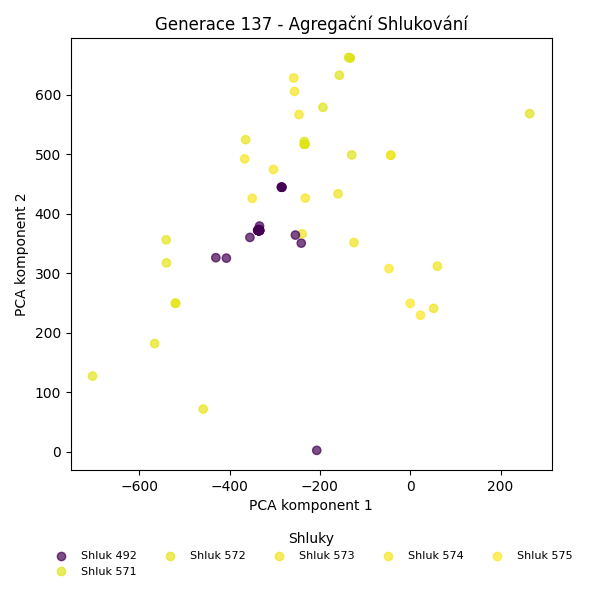 Generace 137 - Agregační Shlukování
PCA komponent 2
600
500
400
300
200
100
0
−600 −400 −200 0 200
PCA komponent 1
Shluky
Shluk 492 Shluk 572 Shluk 573 Shluk 574 Shluk 575
Shluk 571